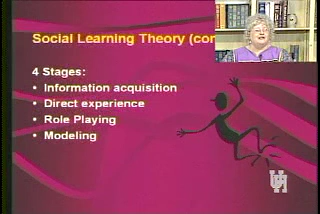 Social Learning Theory (con
4 Stages:
• Information acquisition
• Direct experience
• Role Playing
• Modeling